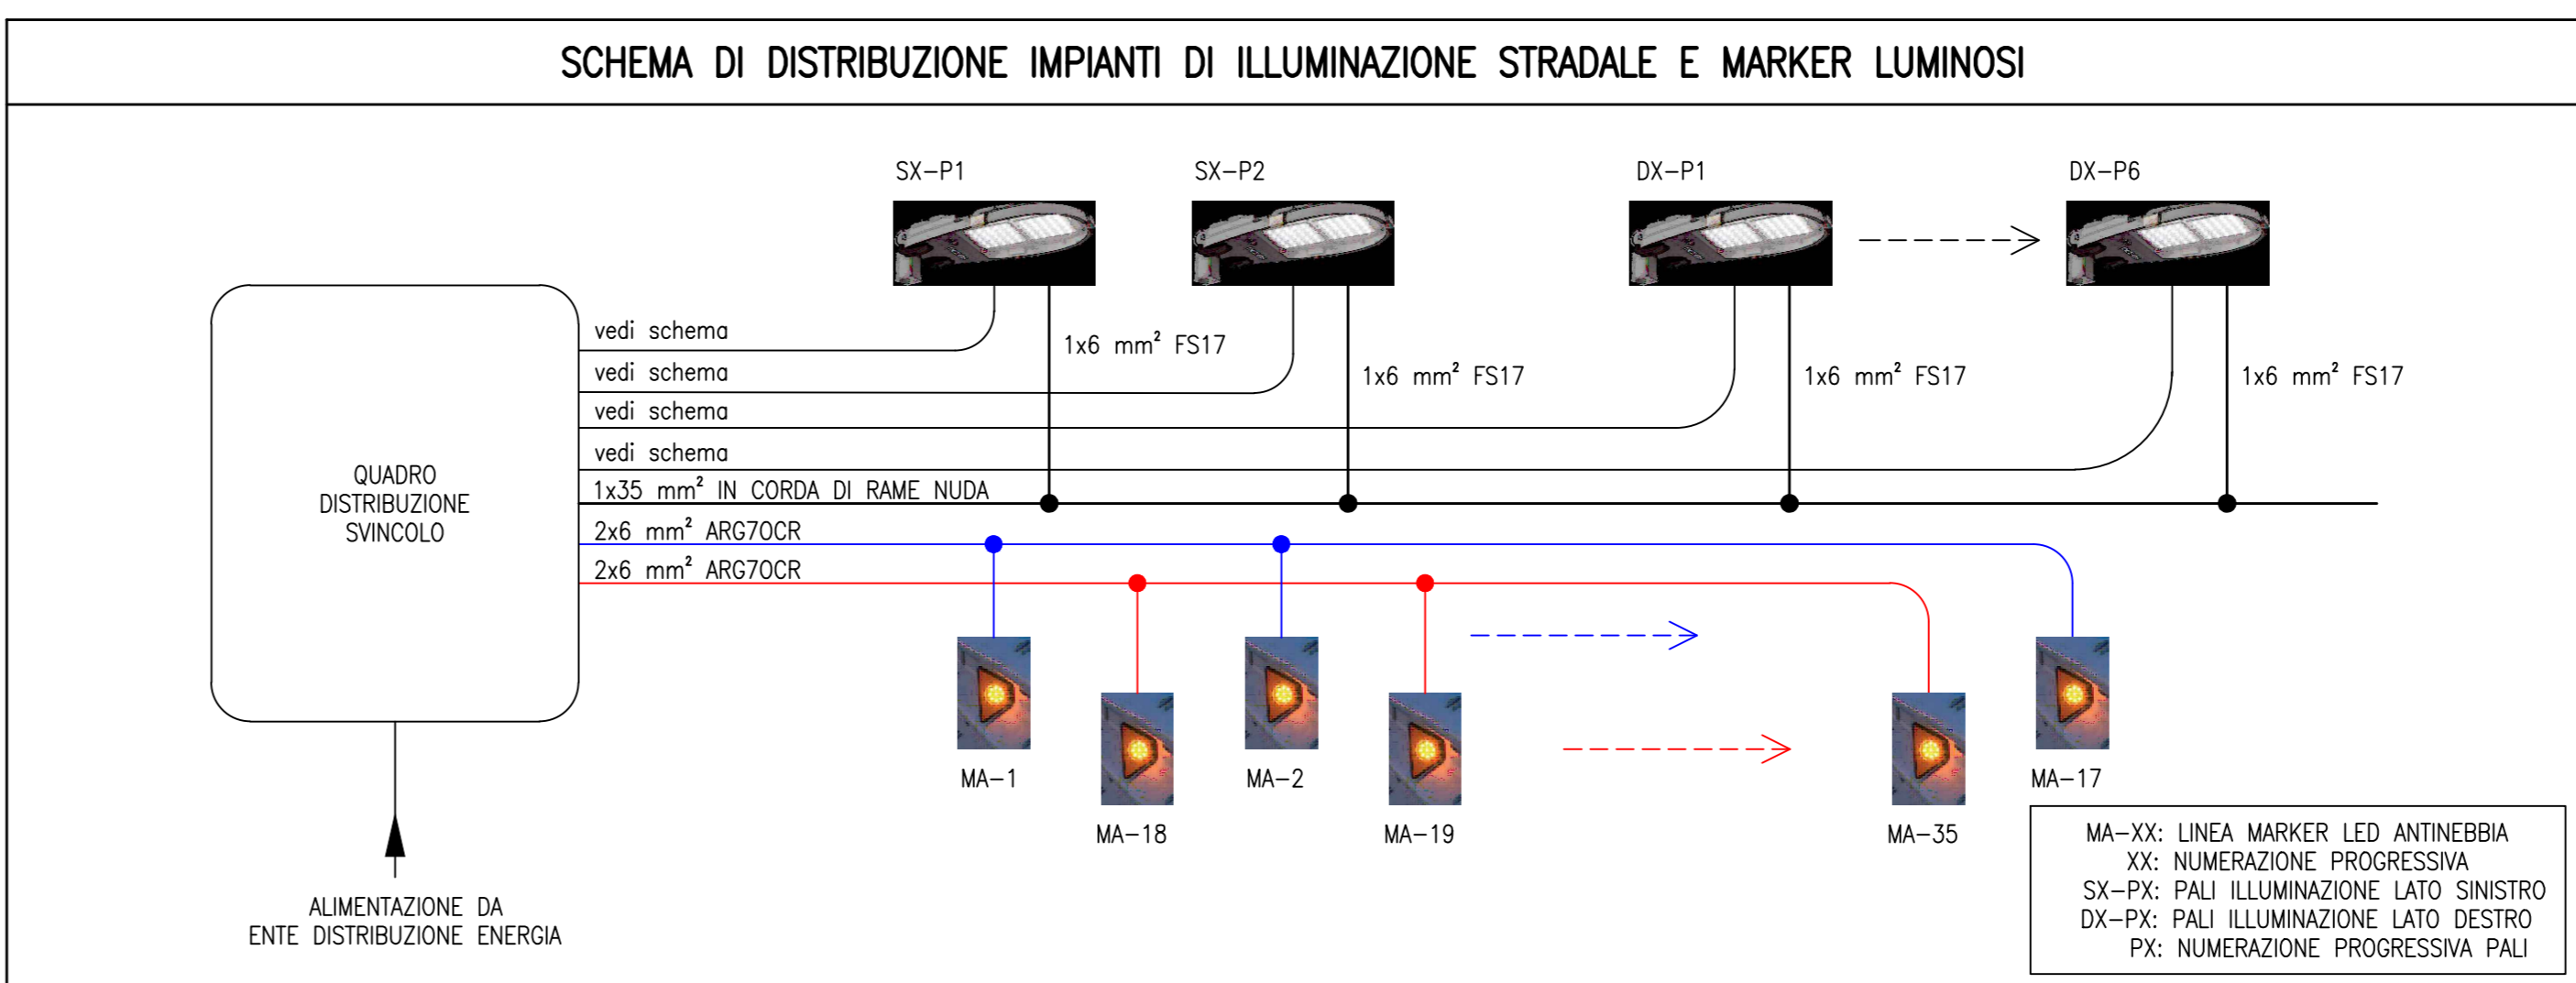 SCHEMA DI DISTRIBUZIONE IMPIANTI DI ILLUMINAZIONE STRADALE E MARKER LUMINOSI
SX-P1
SX-P2
DX-P1
DX-P6
vedi schema
1x6 mm² FS17
vedi schema
1x6 mm² FS17
1x6 mm² FS17
1x6 mm² FS17
vedi schema
vedi schema
QUADRO
DISTRIBUZIONE
SVINCOLO
1x35 mm² IN CORDA DI RAME NUDA
2x6 mm² ARG7OCR
2x6 mm² ARG7OCR
MA-1
MA-2
MA-17
MA-18
MA-19
MA-35
ALIMENTAZIONE DA
ENTE DISTRIBUZIONE ENERGIA
MA-XX: LINEA MARKER LED ANTINEBBIA
XX: NUMERAZIONE PROGRESSIVA
SX-PX: PALI ILLUMINAZIONE LATO SINISTRO
DX-PX: PALI ILLUMINAZIONE LATO DESTRO
PX: NUMERAZIONE PROGRESSIVA PALI